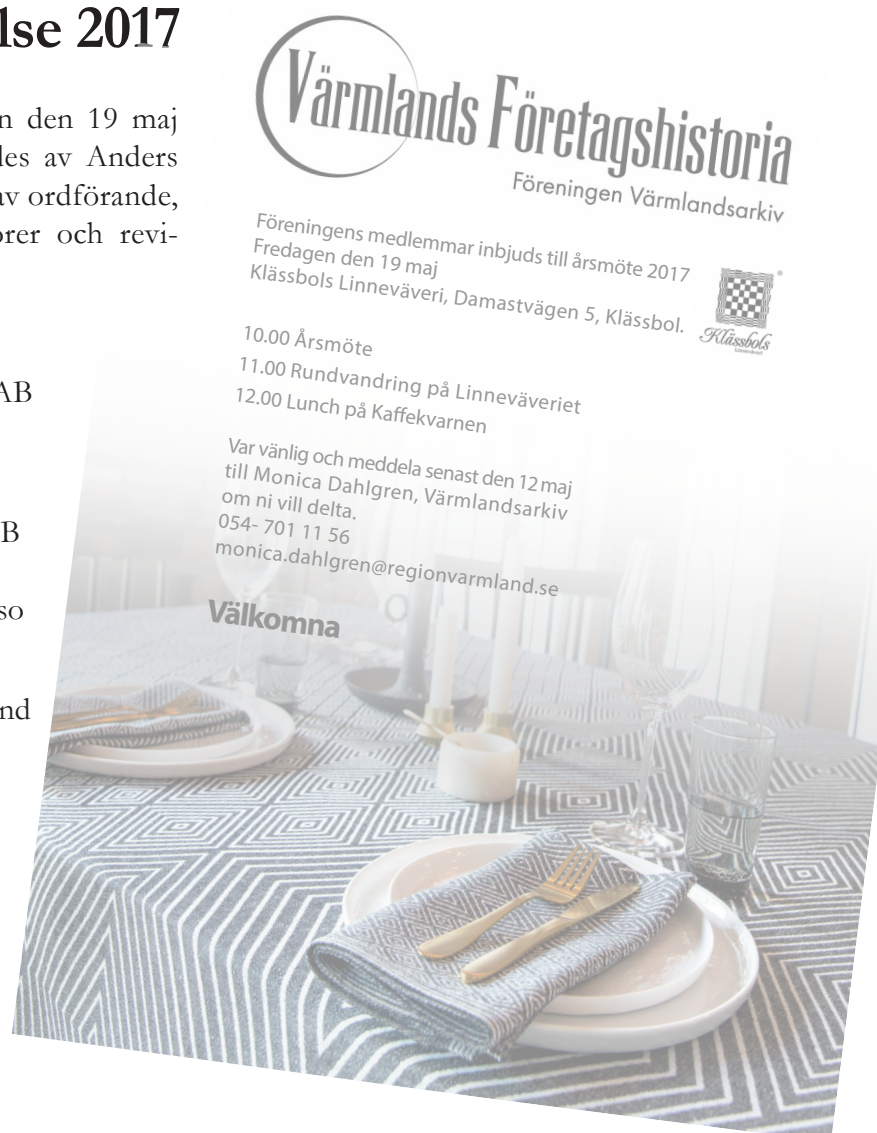 lse 2017
n den 19 maj
des av Anders
av ordförande,
orer och revi-
AB
B
so
nd
Värmlands Företagshistoria
Föreningen Värmlandsarkiv
Föreningens medlemmar inbjuds till årsmöte 2017
Fredagen den 19 maj
Klässbols Linneväveri, Damastvägen 5, Klässbol.
Klässbols
10.00 Årsmöte
11.00 Rundvandring på Linneväveriet
12.00 Lunch på Kaffekvarnen
Var vänlig och meddela senast den 12 maj
till Monica Dahlgren, Värmlandsarkiv
om ni vill delta.
054- 701 11 56
monica.dahlgren@regionvarmland.se
Välkomna